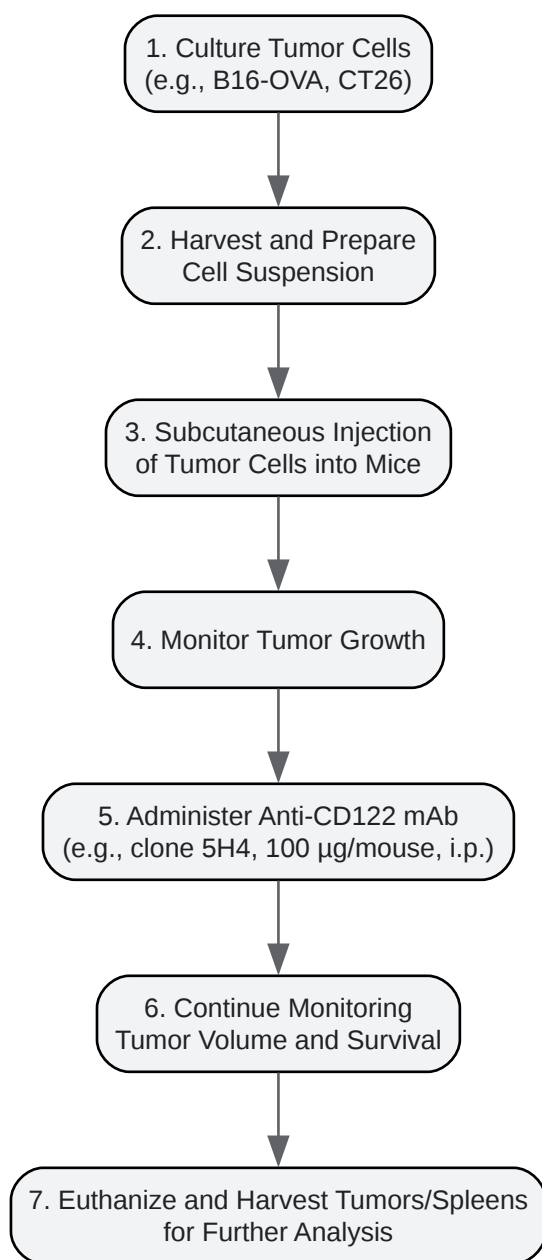 1. Culture Tumor Cells
(e.g., B16-OVA, CT26)
2. Harvest and Prepare
Cell Suspension
3. Subcutaneous Injection
of Tumor Cells into Mice
4. Monitor Tumor Growth
5. Administer Anti-CD122 mAb
(e.g., clone 5H4, 100 µg/mouse, i.p.)
6. Continue Monitoring
Tumor Volume and Survival
7. Euthanize and Harvest Tumors/Spleens
for Further Analysis